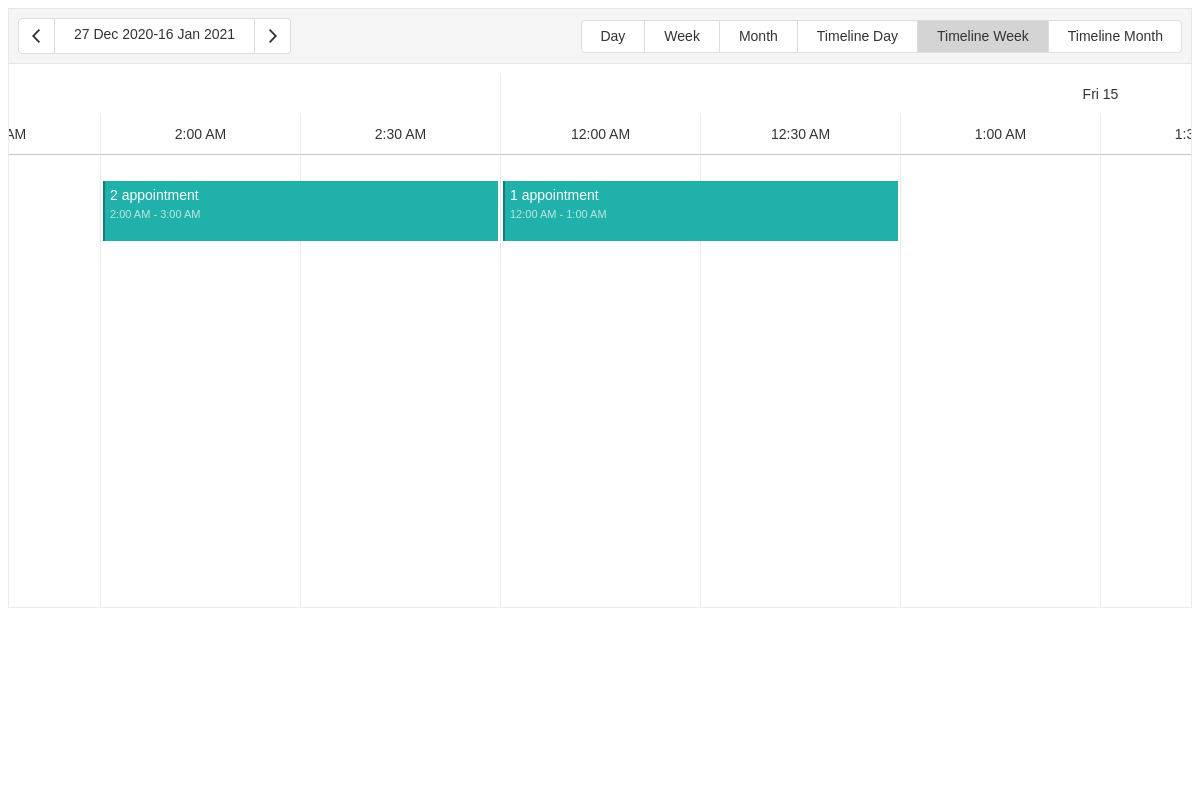 27 Dec 2020-16 Jan 2021
Day Week Month Timeline Day Timeline Week Timeline Month
Fri 15
AM 2:00 AM 2:30 AM 12:00 AM 12:30 AM 1:00 AM 1:3
2 appointment 1 appointment
2:00 AM - 3:00 AM 12:00 AM - 1:00 AM